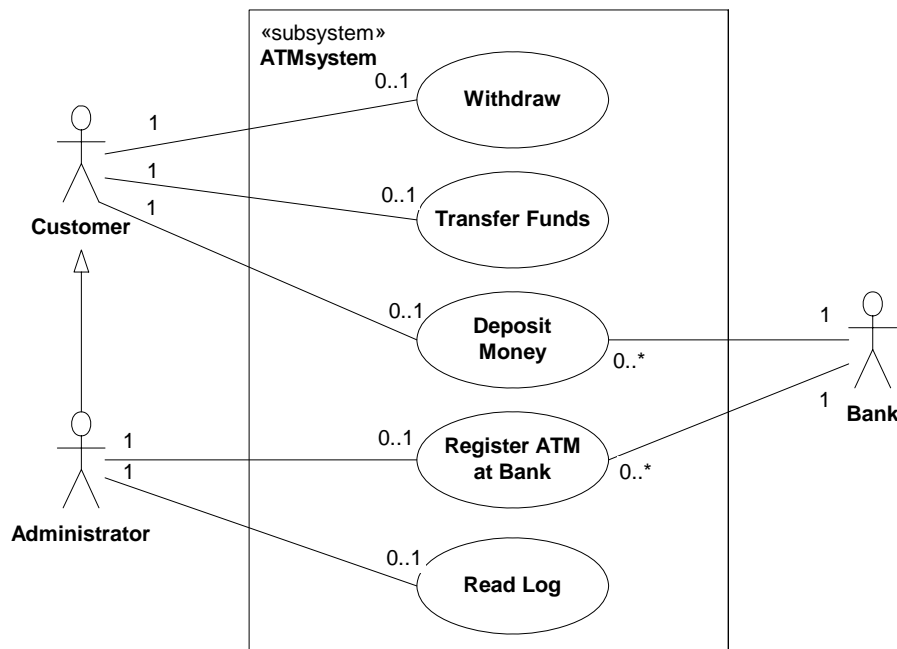 «subsystem»
ATMsystem
0..1
Withdraw
1
1
0..1
Transfer Funds
1
Customer
0..1
Deposit
Money
1
0..*
1
Bank
1
0..1
Register ATM
at Bank
1
0..*
Administrator
0..1
Read Log